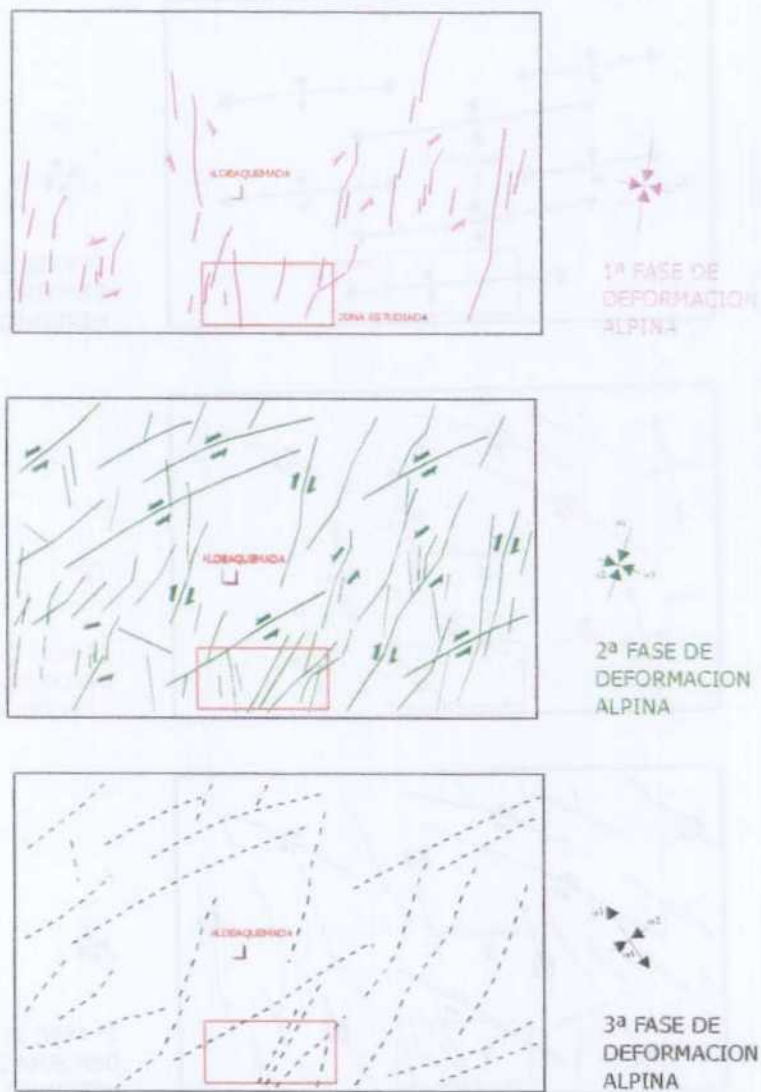 ALDEAQUEMADA
ZONA ESTUDIADA
1ª FASE DE
DEFORMACION
ALPINA
ALDEAQUEMADA
2ª FASE DE
DEFORMACION
ALPINA
ALDEAQUEMADA
3ª FASE DE
DEFORMACION
ALPINA